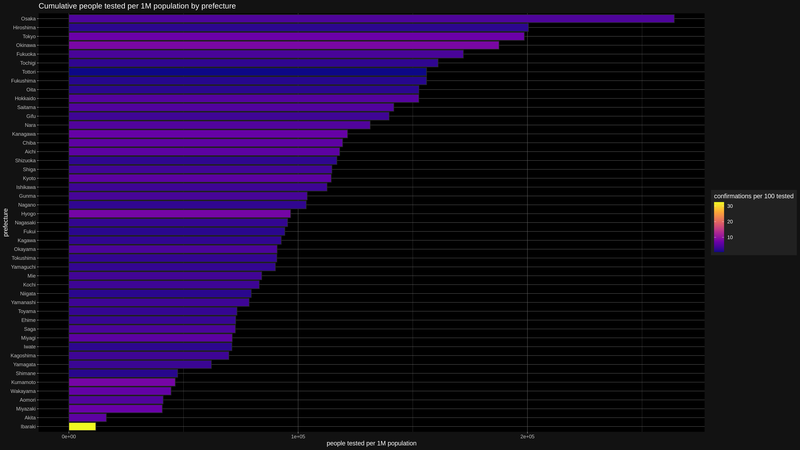 Cumulative people tested per 1M population by prefecture
Osaka
Hiroshima
Tokyo
Okinawa
Fukuoka
Tochigi
Tottori
Fukushima
Oita
Hokkaido
Saitama
Gifu
Nara
Kanagawa
Chiba
Aichi
Shizuoka
Shiga
Kyoto
Ishikawa
Gunma
Nagano
Hyogo
Nagasaki
Fukui
Kagawa
Okayama
Tokushima
Yamaguchi
Mie
Kochi
Niigata
Yamanashi
Toyama
Ehime
Saga
Miyagi
Iwate
Kagoshima
Yamagata
Shimane
Kumamoto
Wakayama
Aomori
Miyazaki
Akita
Ibaraki
prefecture
0e+00
1e+05
2e+05
people tested per 1M population
confirmations per 100 tested
30
20
10